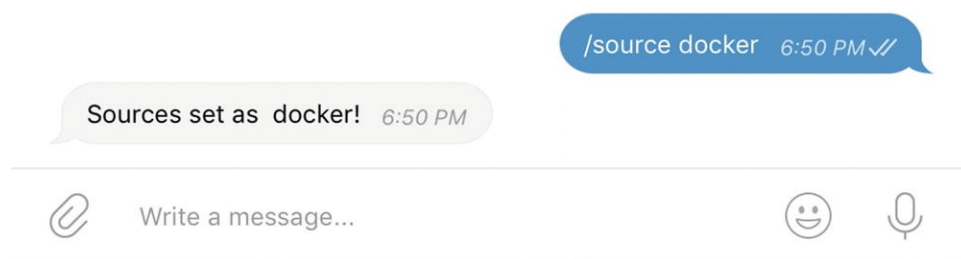 /source docker 6:50 PM
Sources set as  docker! 6:50 PM
Write a message...